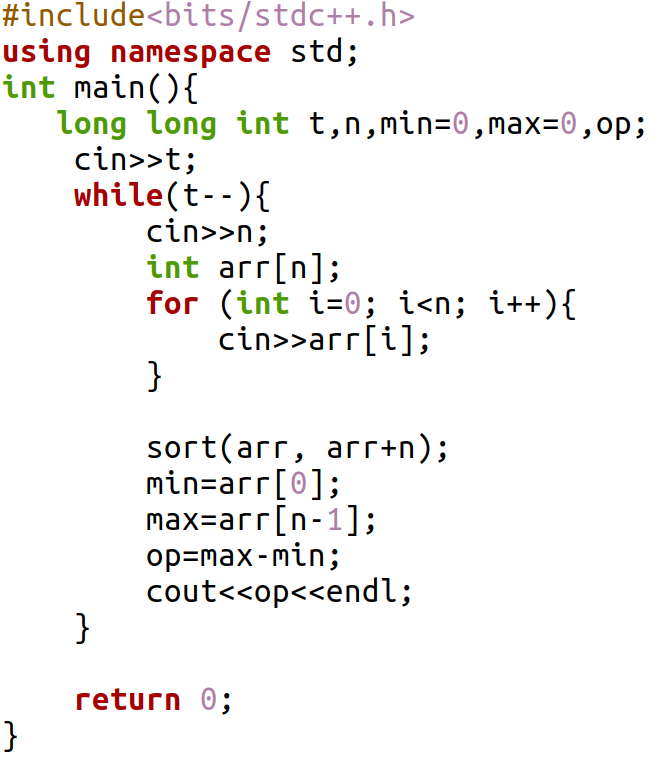 #include<bits/stdc++.h>
using namespace std;
int main(){
   long long int t,n,min=0,max=0,op;
    cin>>t;
    while(t--){
        cin>>n;
        int arr[n];
        for (int i=0; i<n; i++){
            cin>>arr[i];
        }

        sort(arr, arr+n);
        min=arr[0];
        max=arr[n-1];
        op=max-min;
        cout<<op<<endl;
    }

    return 0;
}